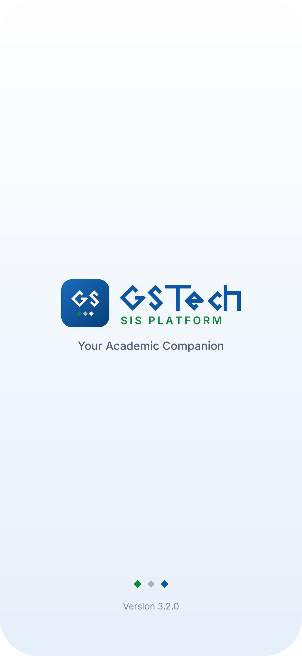 GS
GSTech
SIS PLATFORM
Your Academic Companion
Version 3.2.0